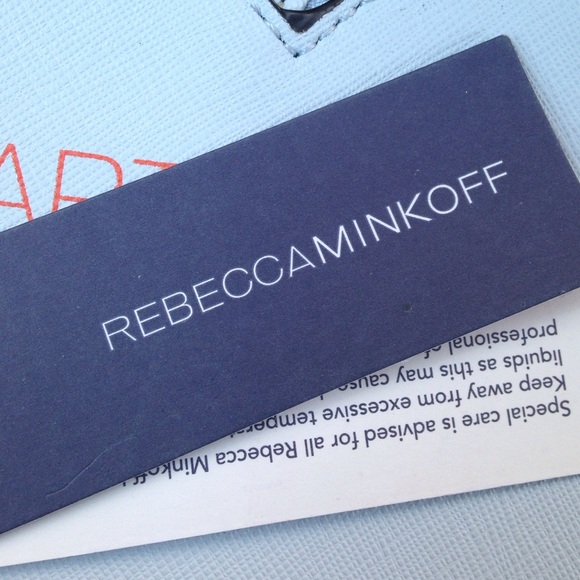 REBECCAMINKOFF
Special care is advised for all Rebecca Minkoff
Keep away from excessive
liquids as this may cause
professional